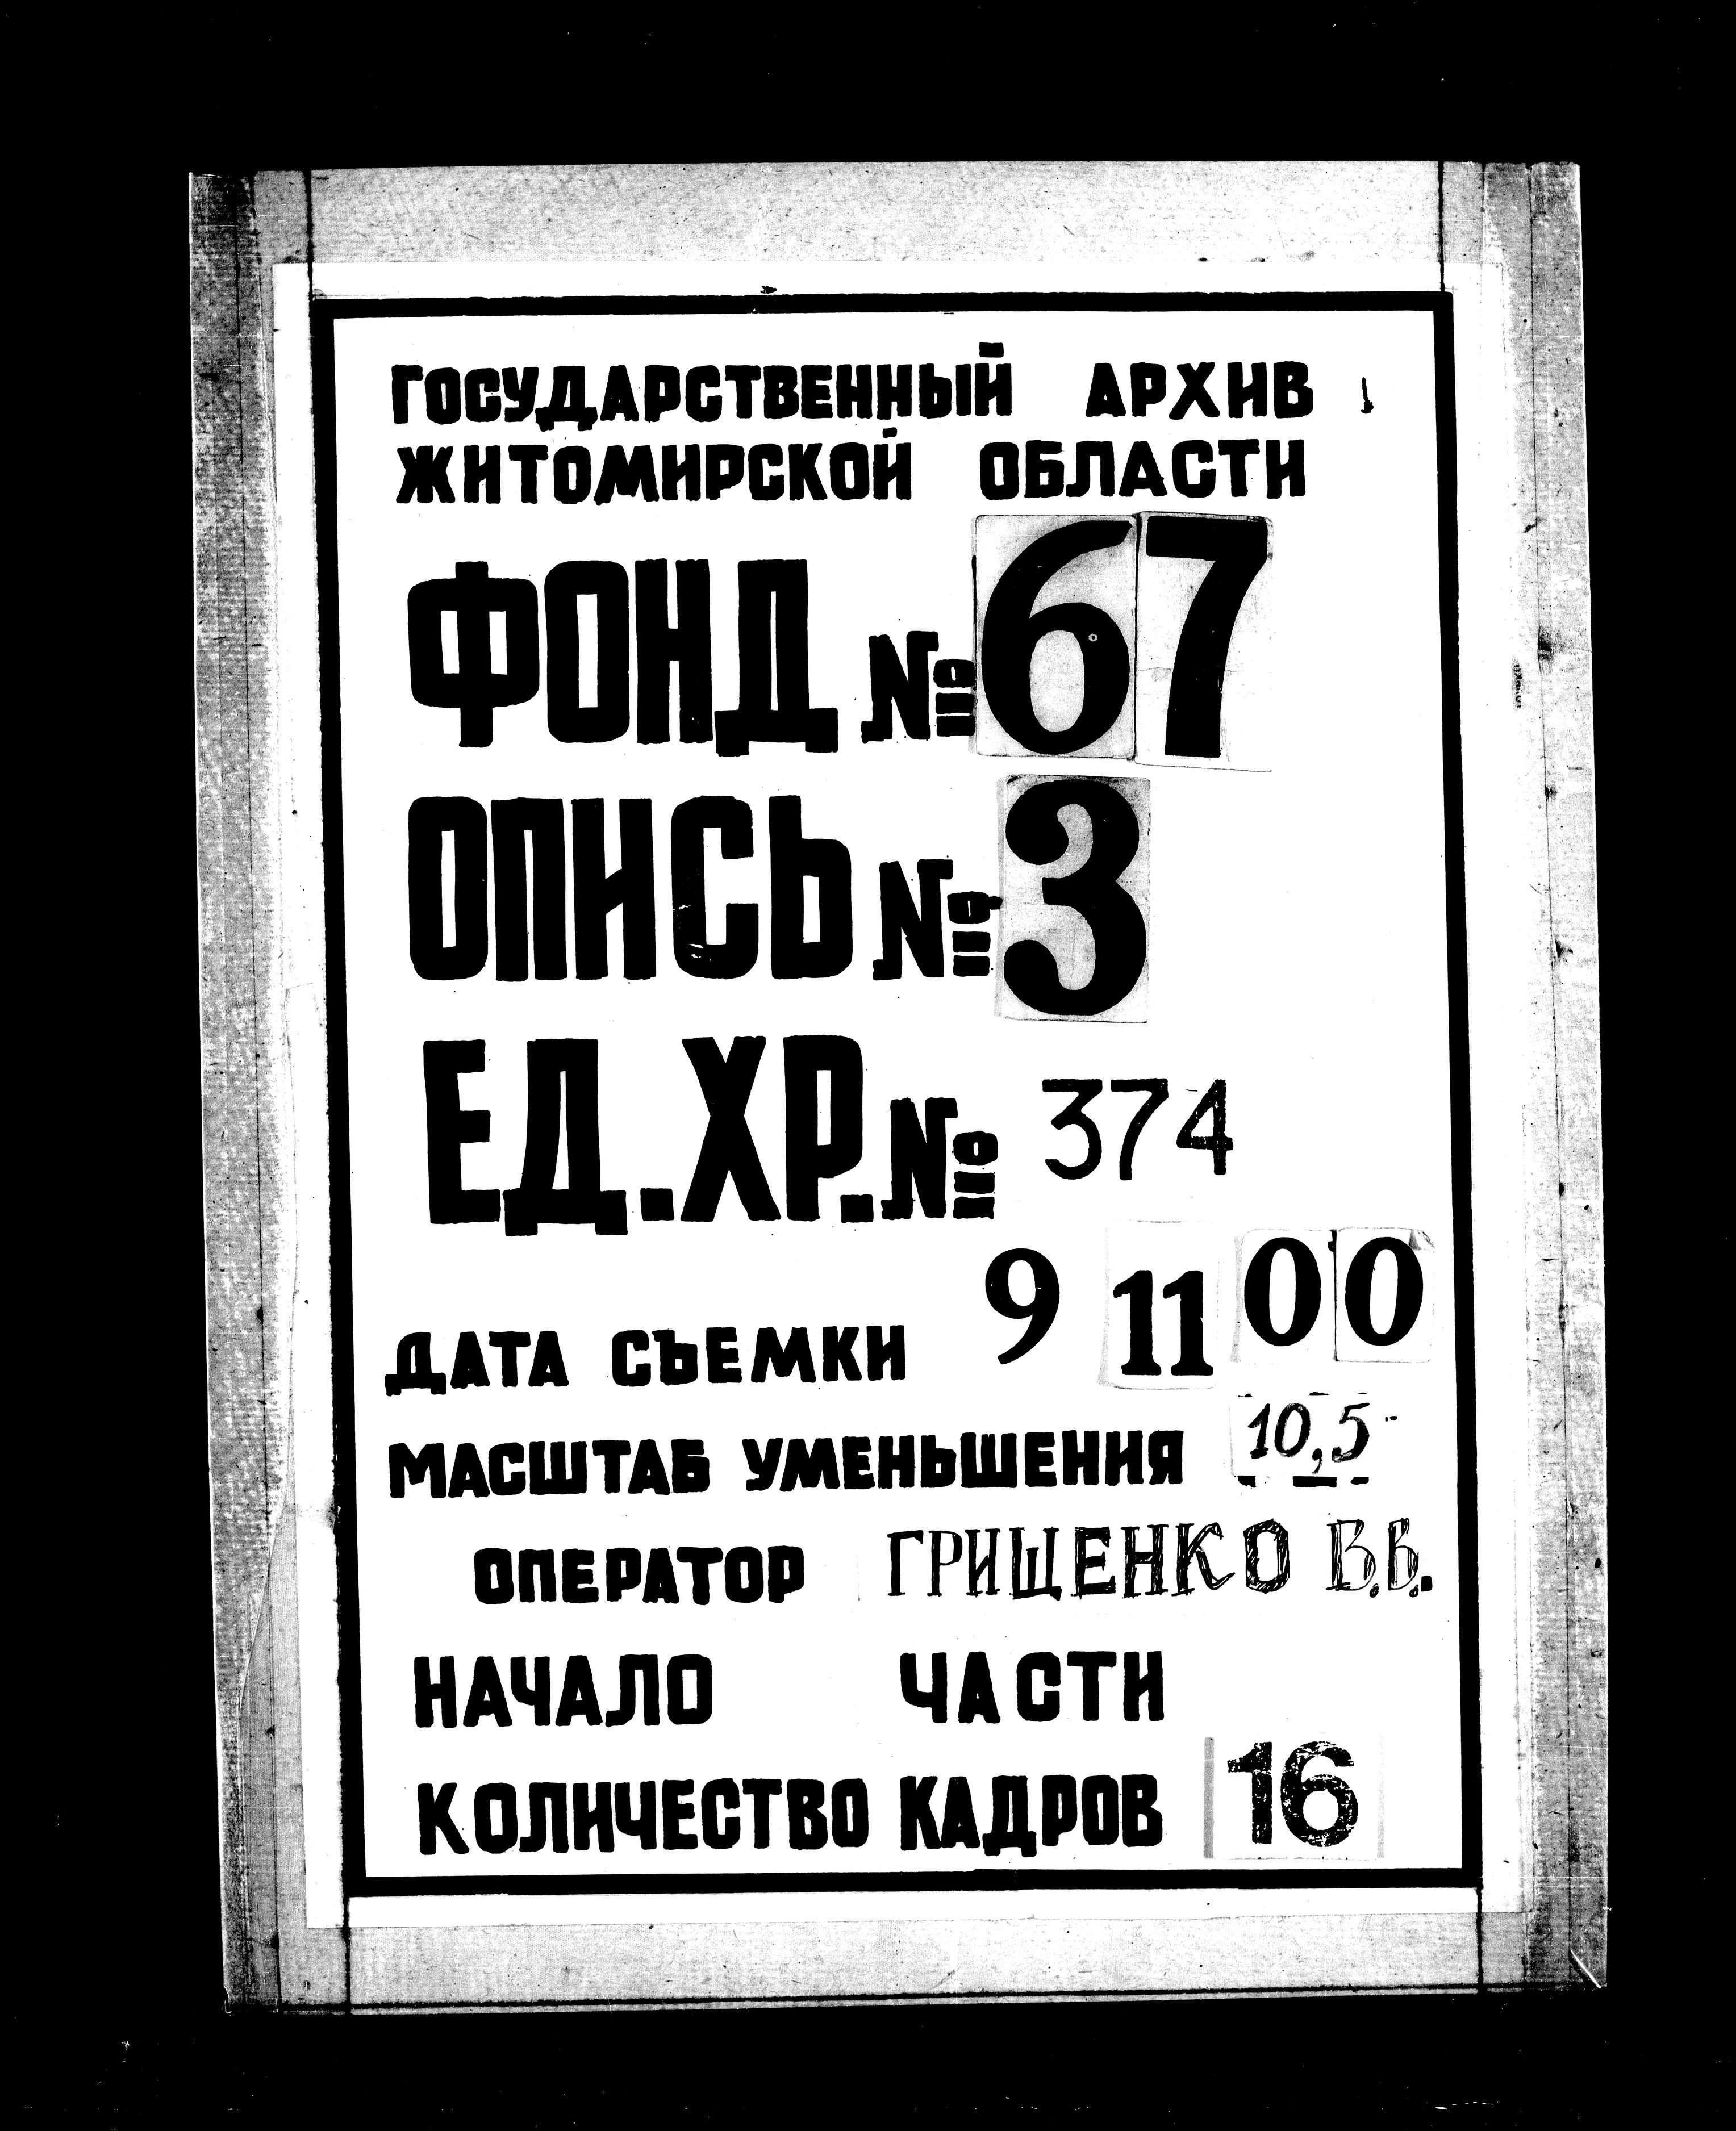 ГОСУДАРСТВЕННЫЙ АРХИВ
ЖИТОМИРСКОЙ ОБЛАСТИ
ФОНД № 67
ОПИСЬ № 3
ЕД.ХР. № 374
ДАТА СЪЕМКИ 9 11 00
МАСШТАБ УМЕНЬШЕНИЯ 10,5
ОПЕРАТОР ГРИЩЕНКО В.В.
НАЧАЛО ЧАСТИ
КОЛИЧЕСТВО КАДРОВ 16